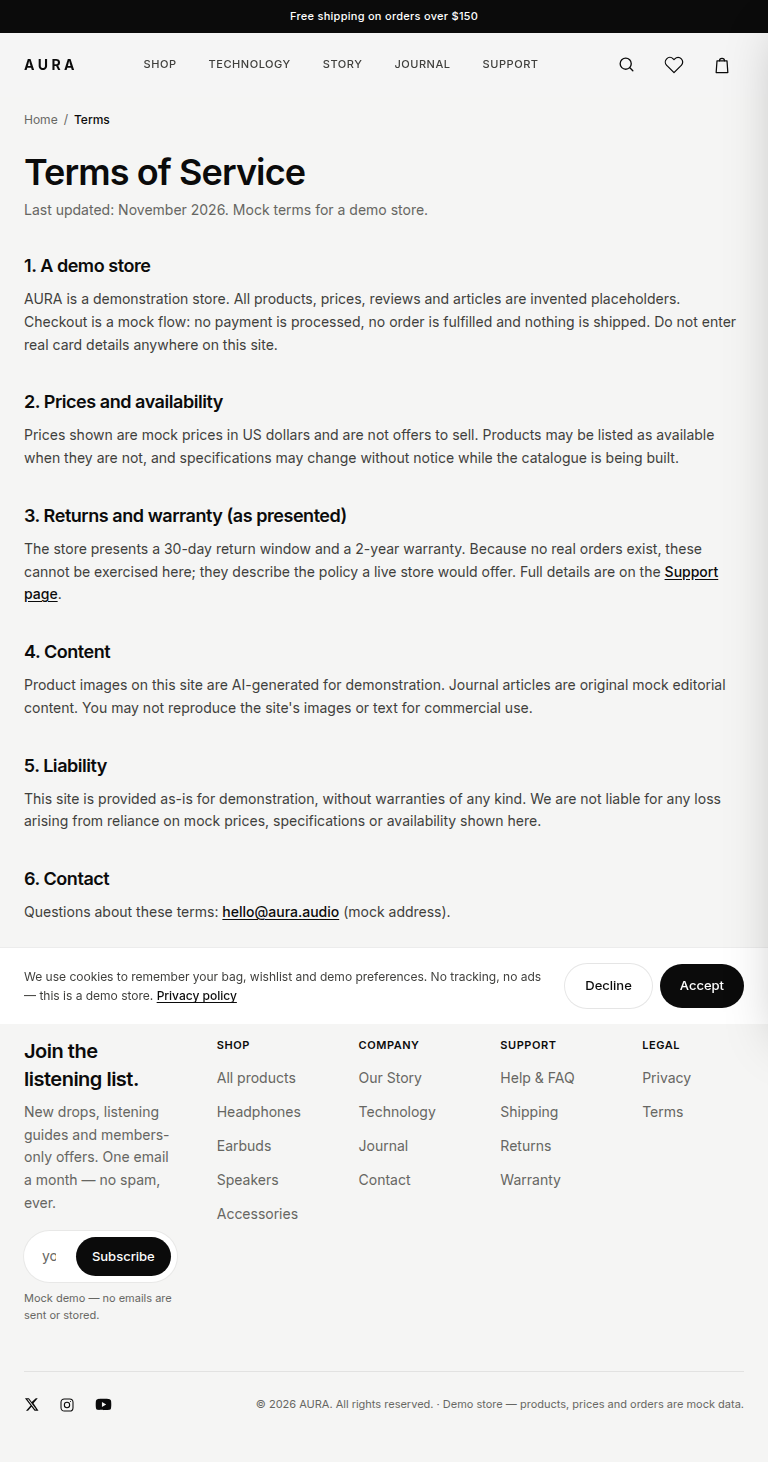 Free shipping on orders over $150
AURA
SHOP
TECHNOLOGY
STORY
JOURNAL
SUPPORT
Home / Terms
Terms of Service
Last updated: November 2026. Mock terms for a demo store.
1. A demo store
AURA is a demonstration store. All products, prices, reviews and articles are invented placeholders.
Checkout is a mock flow: no payment is processed, no order is fulfilled and nothing is shipped. Do not enter
real card details anywhere on this site.
2. Prices and availability
Prices shown are mock prices in US dollars and are not offers to sell. Products may be listed as available
when they are not, and specifications may change without notice while the catalogue is being built.
3. Returns and warranty (as presented)
The store presents a 30-day return window and a 2-year warranty. Because no real orders exist, these
cannot be exercised here; they describe the policy a live store would offer. Full details are on the Support
page.
4. Content
Product images on this site are AI-generated for demonstration. Journal articles are original mock editorial
content. You may not reproduce the site's images or text for commercial use.
5. Liability
This site is provided as-is for demonstration, without warranties of any kind. We are not liable for any loss
arising from reliance on mock prices, specifications or availability shown here.
6. Contact
Questions about these terms: hello@aura.audio (mock address).
We use cookies to remember your bag, wishlist and demo preferences. No tracking, no ads
— this is a demo store. Privacy policy
Decline
Accept
Join the
listening list.
New drops, listening
guides and members-
only offers. One email
a month — no spam,
ever.
Subscribe
Mock demo — no emails are
sent or stored.
SHOP
All products
Headphones
Earbuds
Speakers
Accessories
COMPANY
Our Story
Technology
Journal
Contact
SUPPORT
Help & FAQ
Shipping
Returns
Warranty
LEGAL
Privacy
Terms
© 2026 AURA. All rights reserved. · Demo store — products, prices and orders are mock data.